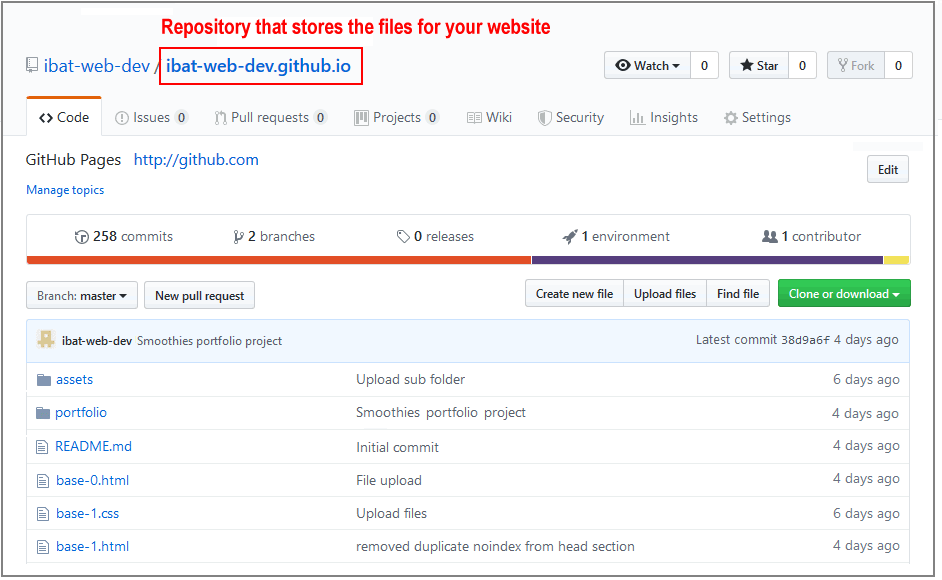 Repository that stores the files for your website
ibat-web-dev / ibat-web-dev.github.io Watch 0 Star 0 Fork 0
Code Issues 0 Pull requests 0 Projects 0 Wiki Security Insights Settings
GitHub Pages http://github.com Edit
Manage topics
258 commits 2 branches 0 releases 1 environment 1 contributor
Branch: master New pull request Create new file Upload files Find file Clone or download
ibat-web-dev Smoothies portfolio project Latest commit 38d9a6f 4 days ago
assets Upload sub folder 6 days ago
portfolio Smoothies portfolio project 4 days ago
README.md Initial commit 4 days ago
base-0.html File upload 4 days ago
base-1.css Upload files 6 days ago
base-1.html removed duplicate noindex from head section 4 days ago